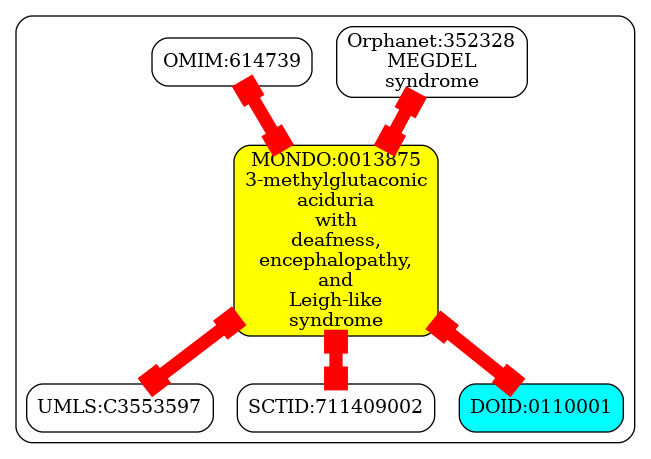 OMIM:614739
Orphanet:352328
MEGDEL
syndrome
MONDO:0013875
3-methylglutaconic
aciduria
with
deafness,
encephalopathy,
and
Leigh-like
syndrome
UMLS:C3553597
SCTID:711409002
DOID:0110001